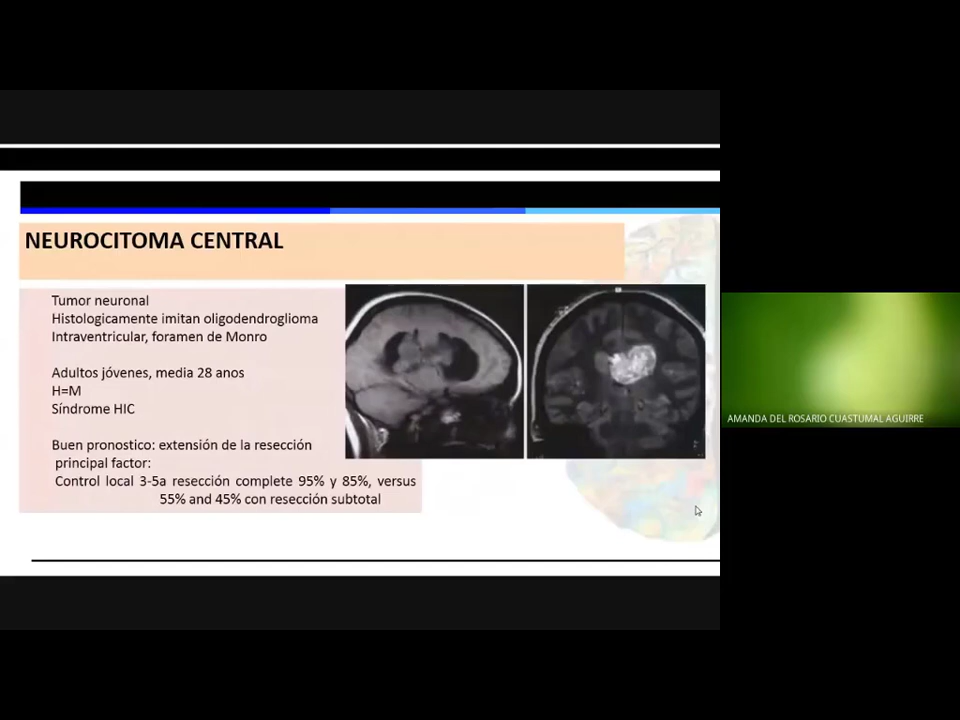 NEUROCITOMA CENTRAL
Tumor neuronal
Histologicamente imitan oligodendroglioma
Intraventricular, foramen de Monro
Adultos jóvenes, media 28 anos
H=M
Síndrome HIC
Buen pronostico: extensión de la resección
principal factor:
Control local 3-5a resección complete 95% y 85%, versus
55% and 45% con resección subtotal
AMANDA DEL ROSARIO CUASTUMAL AGUIRRE